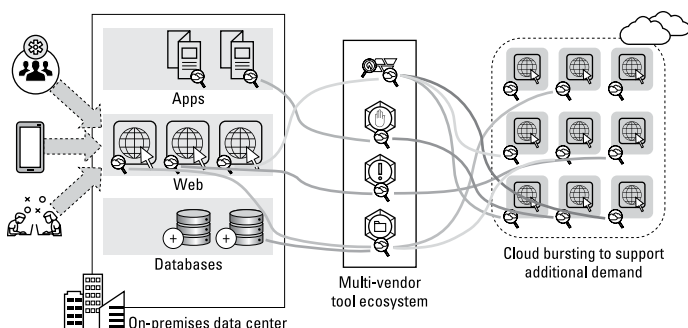 Apps
Web
Databases
On-premises data center
Multi-vendor
tool ecosystem
Cloud bursting to support
additional demand